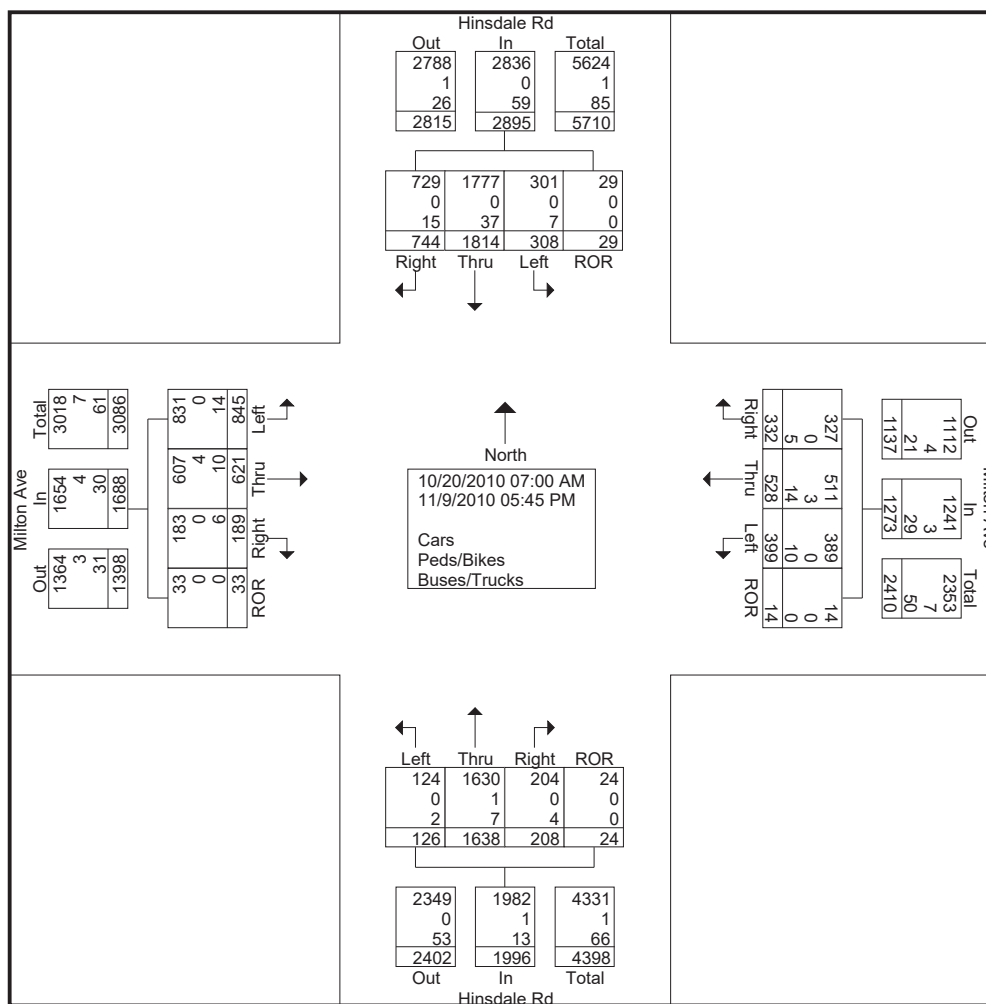 Hinsdale Rd
Out In Total
2788 2836 5624
1 0 1
26 59 85
2815 2895 5710
729 1777 301 29
0 0 0 0
15 37 7 0
744 1814 308 29
Right Thru Left ROR
Milton Ave
Total In Out
3018 1654 1364
7 4 3
61 30 31
3086 1688 1398
831 607 183 33
0 4 0 0
14 10 6 0
845 621 189 33
Left Thru Right ROR
North
10/20/2010 07:00 AM
11/9/2010 05:45 PM
Cars
Peds/Bikes
Buses/Trucks
Right Thru Left ROR
327 511 389 14
0 3 0 0
5 14 10 0
332 528 399 14
Out In Total
1112 1241 2353
4 3 7
21 29 50
1137 1273 2410
Milton Ave
Left Thru Right ROR
124 1630 204 24
0 1 0 0
2 7 4 0
126 1638 208 24
2349 1982 4331
0 1 1
53 13 66
2402 1996 4398
Out In Total
Hinsdale Rd